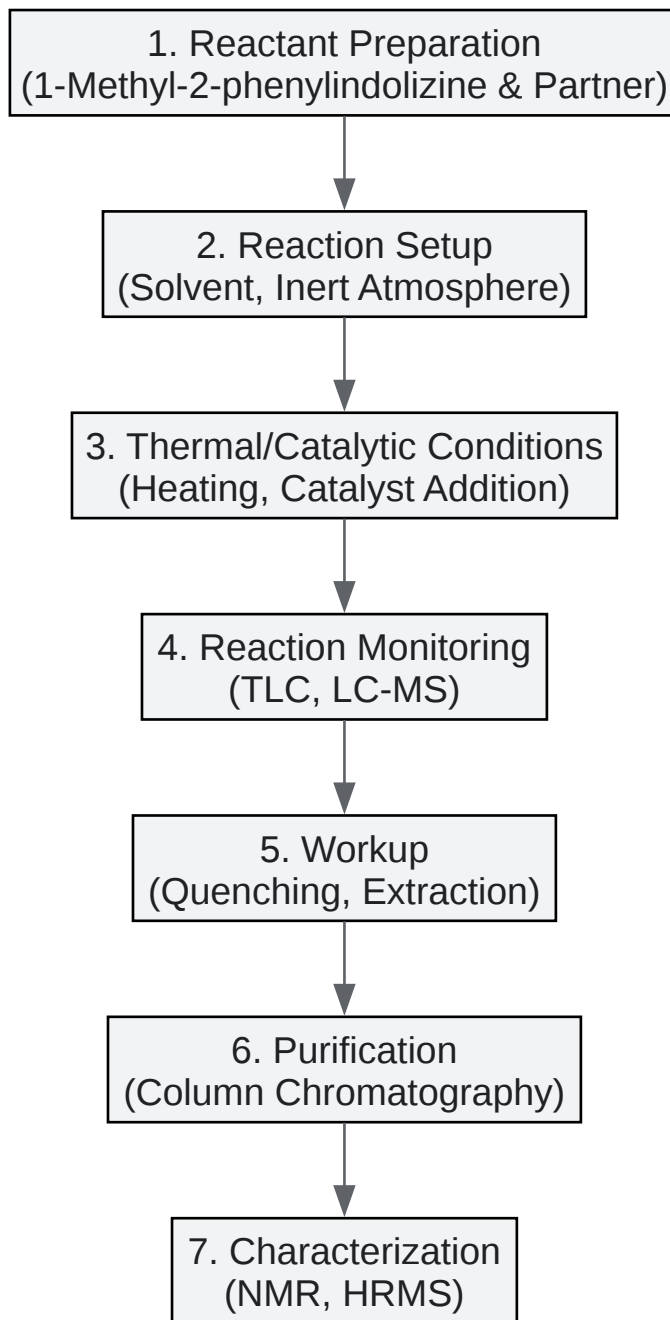 1. Reactant Preparation
(1-Methyl-2-phenylindolizine & Partner)
2. Reaction Setup
(Solvent, Inert Atmosphere)
3. Thermal/Catalytic Conditions
(Heating, Catalyst Addition)
4. Reaction Monitoring
(TLC, LC-MS)
5. Workup
(Quenching, Extraction)
6. Purification
(Column Chromatography)
7. Characterization
(NMR, HRMS)